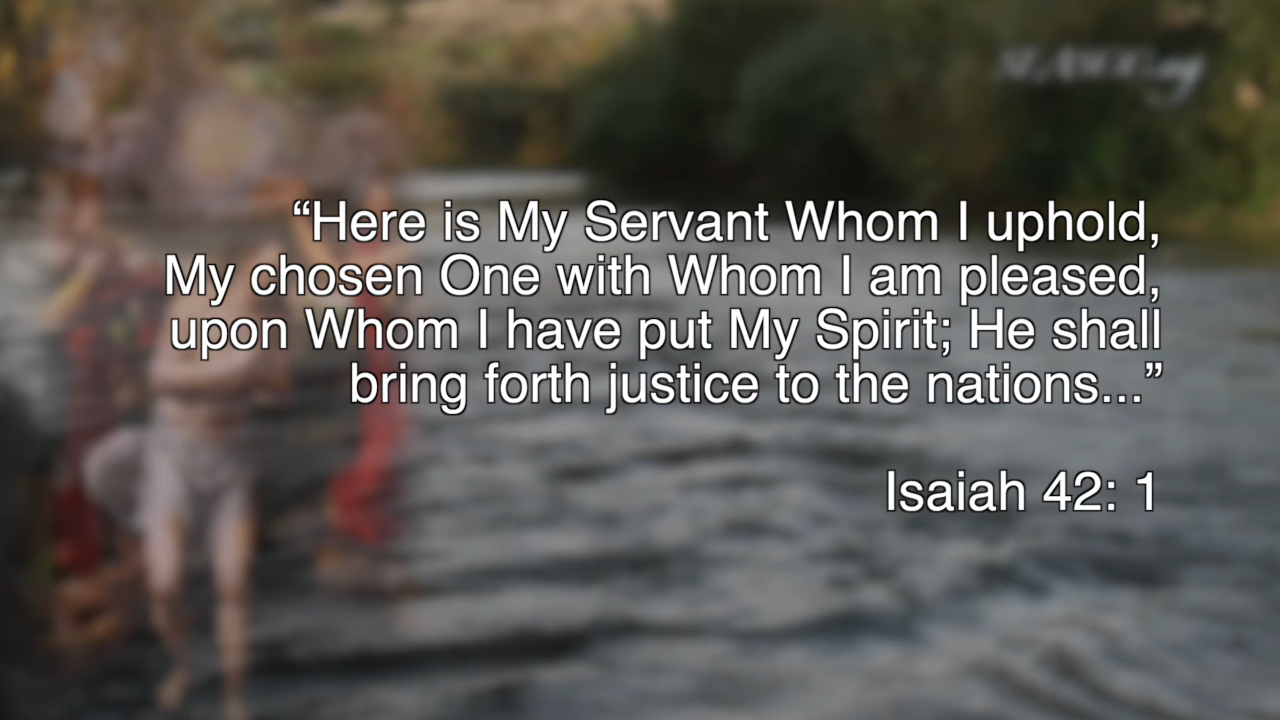 “Here is My Servant Whom I uphold,
My chosen One with Whom I am pleased,
upon Whom I have put My Spirit; He shall
bring forth justice to the nations...”
Isaiah 42: 1